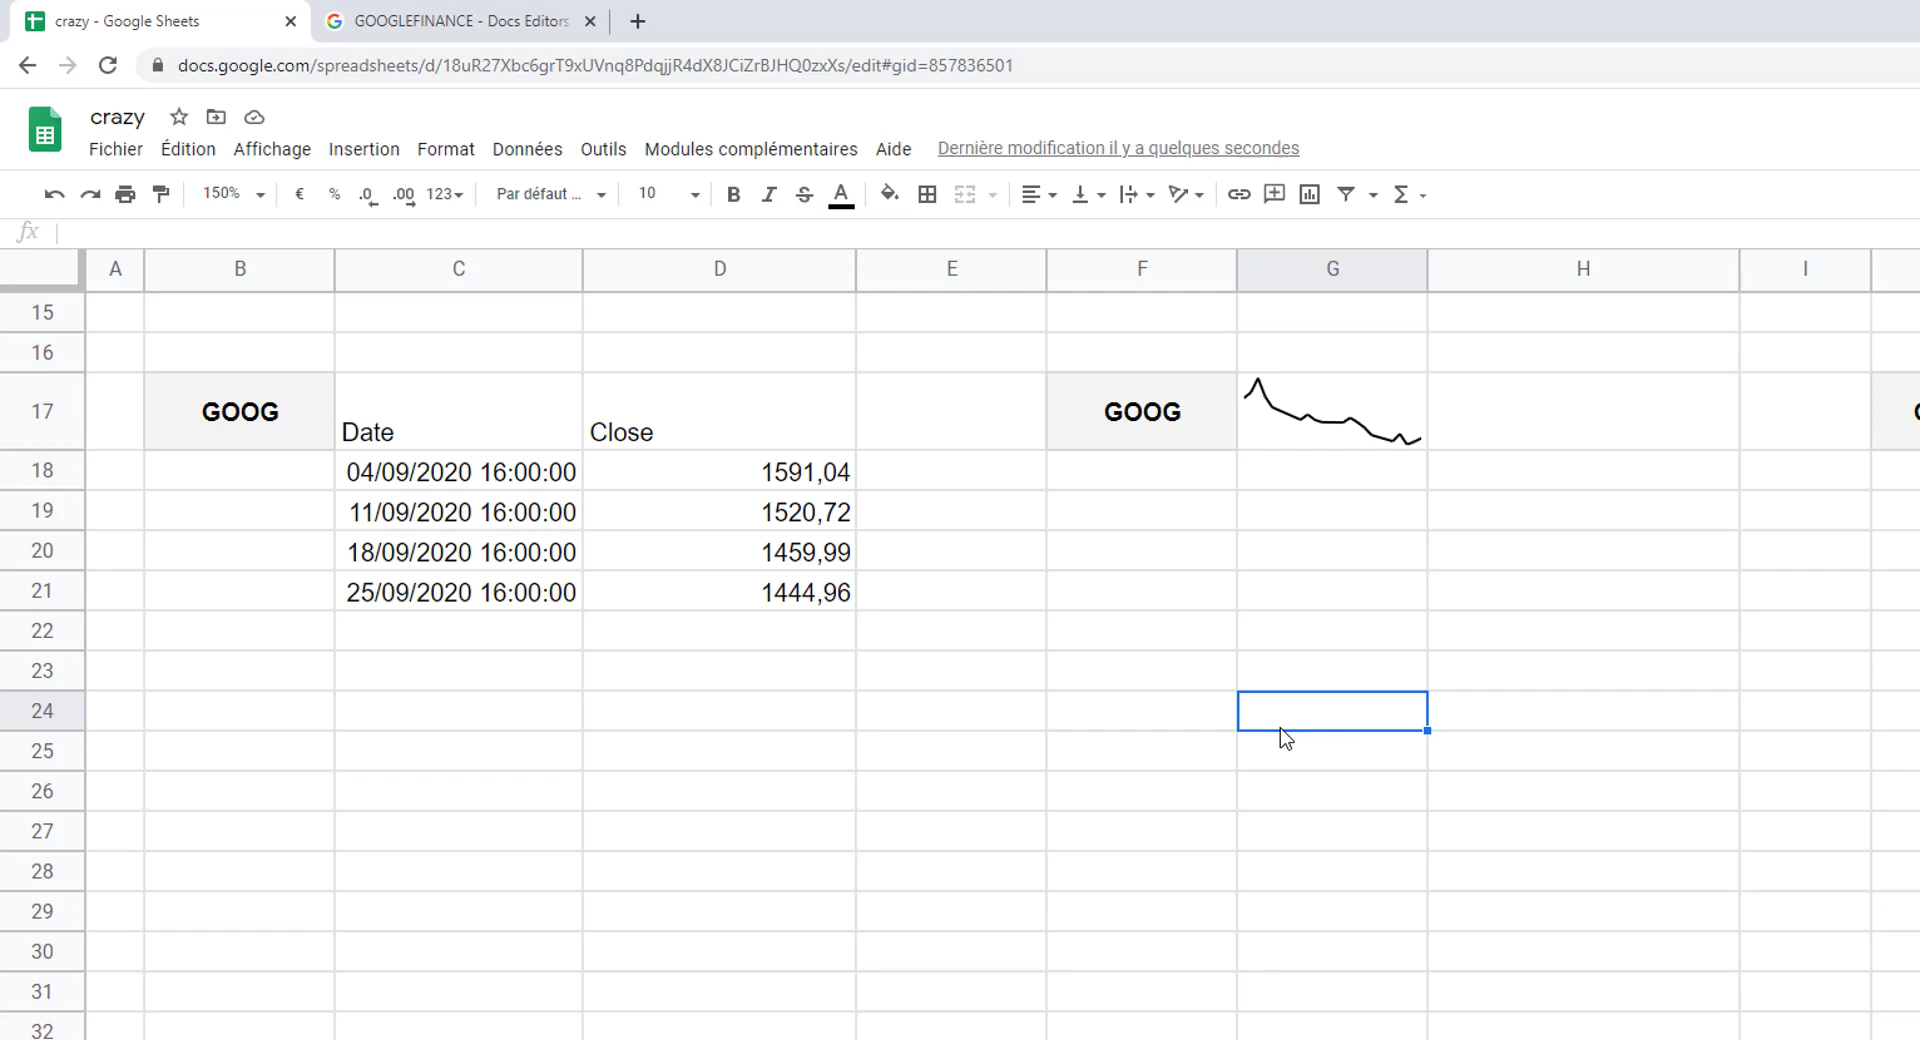 crazy - Google Sheets
GOOGLEFINANCE - Docs Editors
docs.google.com/spreadsheets/d/18uR27Xbc6grT9xUVnq8PdqjjR4dX8JCiZrBJHQ0zxXs/edit#gid=857836501
crazy
Fichier Édition Affichage Insertion Format Données Outils Modules complémentaires Aide Dernière modification il y a quelques secondes
150% € % .0 .00 123 Par défaut ... 10 B I S A Σ
fx
A B C D E F G H I
15
16
17 GOOG Date Close GOOG
18 04/09/2020 16:00:00 1591,04
19 11/09/2020 16:00:00 1520,72
20 18/09/2020 16:00:00 1459,99
21 25/09/2020 16:00:00 1444,96
22
23
24
25
26
27
28
29
30
31
32